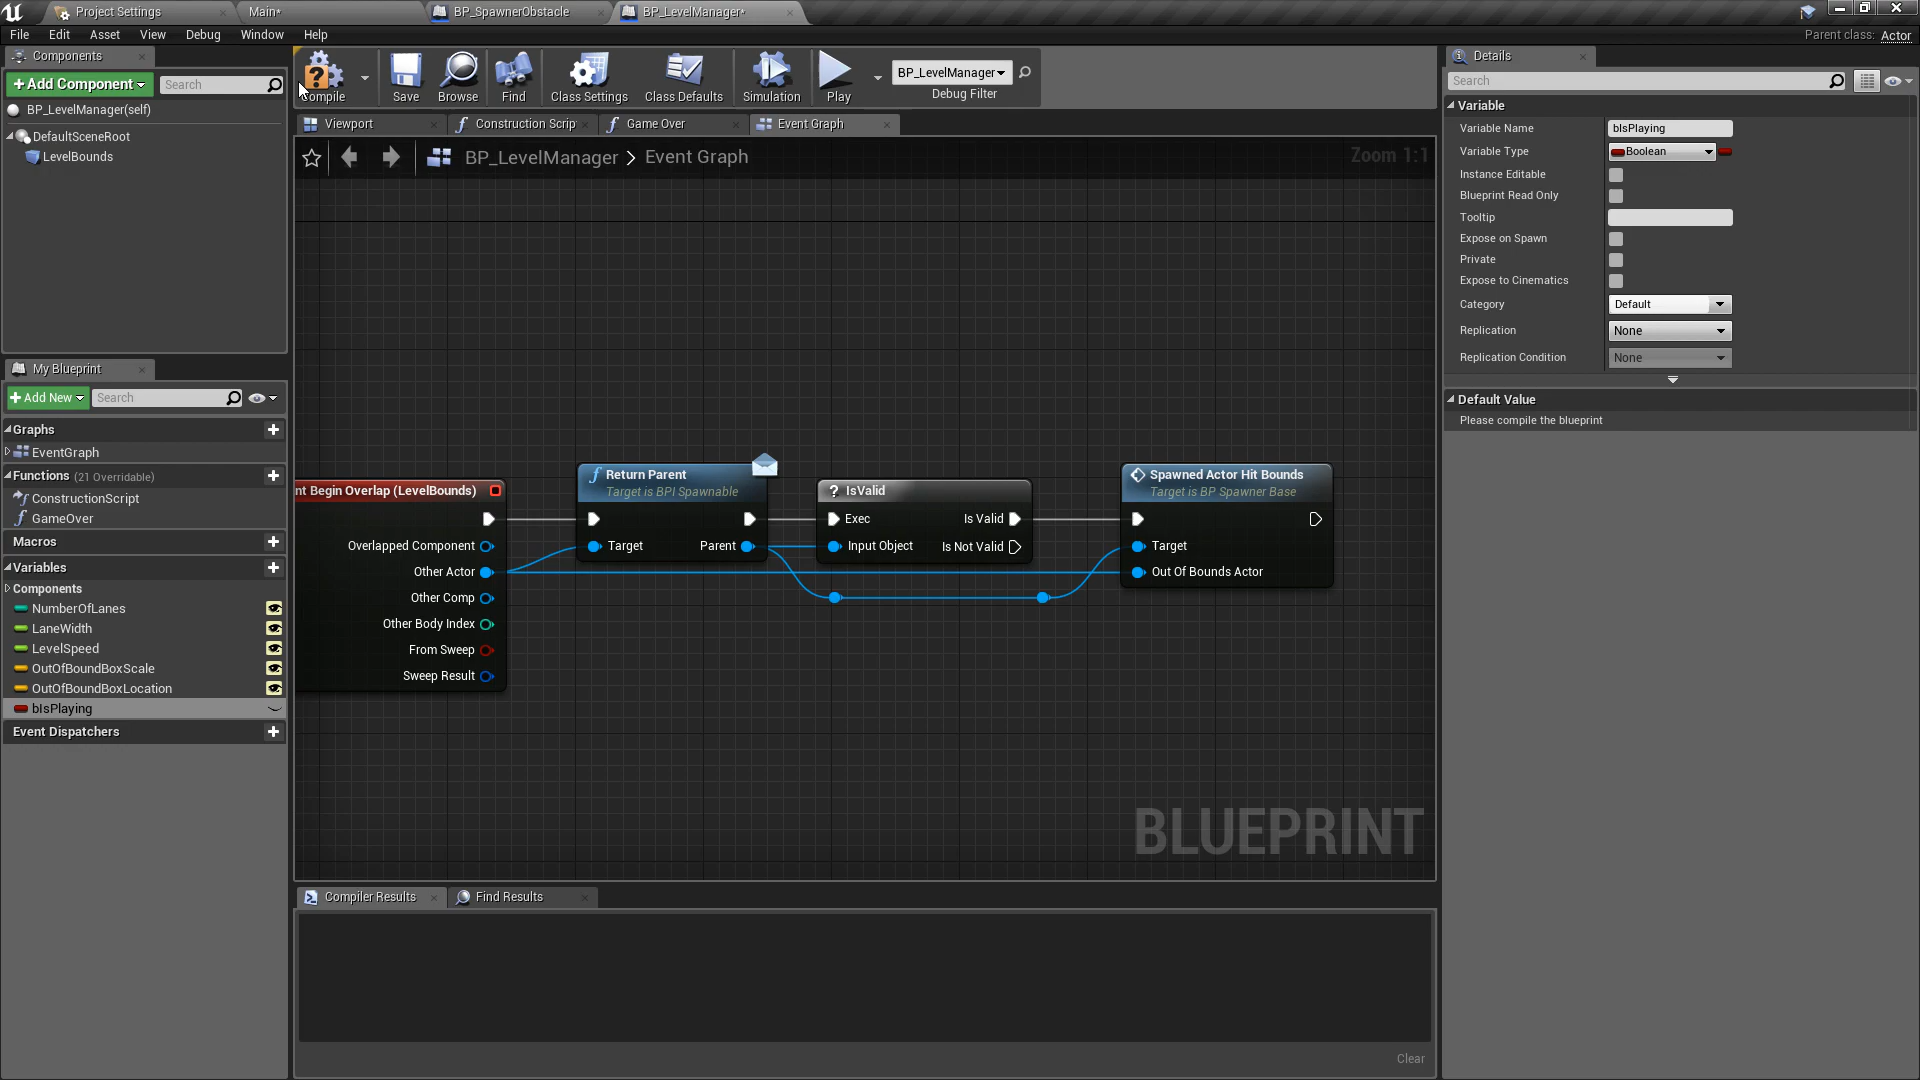 Project Settings
Main*
BP_SpawnerObstacle
BP_LevelManager*
File
Edit
Asset
View
Debug
Window
Help
Parent class: Actor
Components
+ Add Component
Search
BP_LevelManager(self)
DefaultSceneRoot
LevelBounds
Compile
Save
Browse
Find
Class Settings
Class Defaults
Simulation
Play
BP_LevelManager
Debug Filter
Viewport
Construction Scrip
Game Over
Event Graph
BP_LevelManager > Event Graph
Zoom 1:1
nt Begin Overlap (LevelBounds)
Overlapped Component
Other Actor
Other Comp
Other Body Index
From Sweep
Sweep Result
Return Parent
Target is BPI Spawnable
Target
Parent
? IsValid
Exec
Is Valid
Input Object
Is Not Valid
Spawned Actor Hit Bounds
Target is BP Spawner Base
Target
Out Of Bounds Actor
BLUEPRINT
My Blueprint
+ Add New
Search
Graphs
EventGraph
Functions (21 Overridable)
ConstructionScript
GameOver
Macros
Variables
Components
NumberOfLanes
LaneWidth
LevelSpeed
OutOfBoundBoxScale
OutOfBoundBoxLocation
bIsPlaying
Event Dispatchers
Compiler Results
Find Results
Clear
Details
Search
Variable
Variable Name
bIsPlaying
Variable Type
Boolean
Instance Editable
Blueprint Read Only
Tooltip
Expose on Spawn
Private
Expose to Cinematics
Category
Default
Replication
None
Replication Condition
None
Default Value
Please compile the blueprint